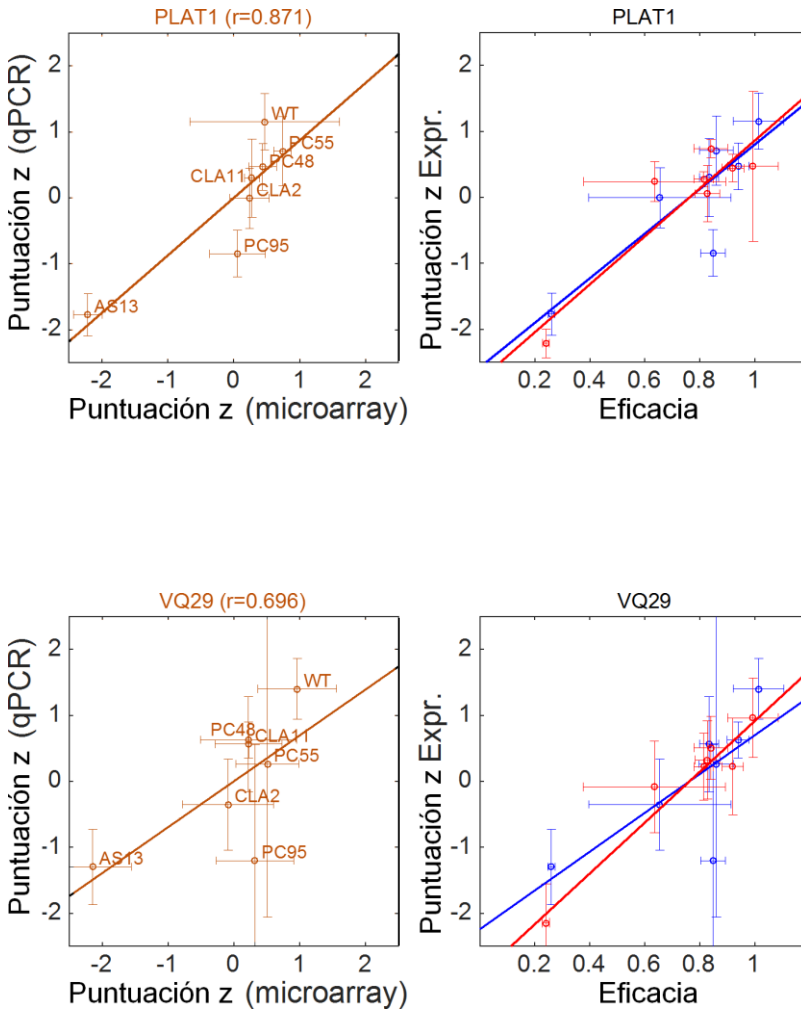 PLAT1 (r=0.871)
Puntuación z (qPCR)
2
1
0
-1
-2
WT
PC55
PC48
CLA11
CLA2
PC95
AS13
-2 -1 0 1 2
Puntuación z (microarray)
PLAT1
Puntuación z Expr.
2
1
0
-1
-2
0.2 0.4 0.6 0.8 1
Eficacia
VQ29 (r=0.696)
Puntuación z (qPCR)
2
1
0
-1
-2
WT
PC48
CLA11
PC55
CLA2
PC95
AS13
-2 -1 0 1 2
Puntuación z (microarray)
VQ29
Puntuación z Expr.
2
1
0
-1
-2
0.2 0.4 0.6 0.8 1
Eficacia